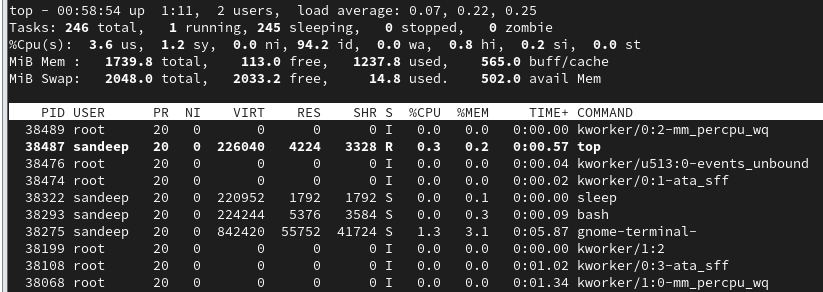 top - 00:58:54 up  1:11,  2 users,  load average: 0.07, 0.22, 0.25
Tasks: 246 total,   1 running, 245 sleeping,   0 stopped,   0 zombie
%Cpu(s):  3.6 us,  1.2 sy,  0.0 ni, 94.2 id,  0.0 wa,  0.8 hi,  0.2 si,  0.0 st
MiB Mem :   1739.8 total,    113.0 free,   1237.8 used,    565.0 buff/cache
MiB Swap:   2048.0 total,   2033.2 free,     14.8 used.    502.0 avail Mem
PID USER      PR  NI    VIRT    RES    SHR S  %CPU  %MEM     TIME+ COMMAND
38489 root      20   0       0      0      0 I   0.0   0.0   0:00.00 kworker/0:2-mm_percpu_wq
38487 sandeep   20   0  226040   4224   3328 R   0.3   0.2   0:00.57 top
38476 root      20   0       0      0      0 I   0.0   0.0   0:00.04 kworker/u513:0-events_unbound
38474 root      20   0       0      0      0 I   0.0   0.0   0:00.02 kworker/0:1-ata_sff
38322 sandeep   20   0  220952   1792   1792 S   0.0   0.1   0:00.00 sleep
38293 sandeep   20   0  224244   5376   3584 S   0.0   0.3   0:00.09 bash
38275 sandeep   20   0  842420  55752  41724 S   1.3   3.1   0:05.87 gnome-terminal-
38199 root      20   0       0      0      0 I   0.0   0.0   0:00.00 kworker/1:2
38108 root      20   0       0      0      0 I   0.0   0.0   0:01.02 kworker/0:3-ata_sff
38068 root      20   0       0      0      0 I   0.0   0.0   0:01.34 kworker/1:0-mm_percpu_wq